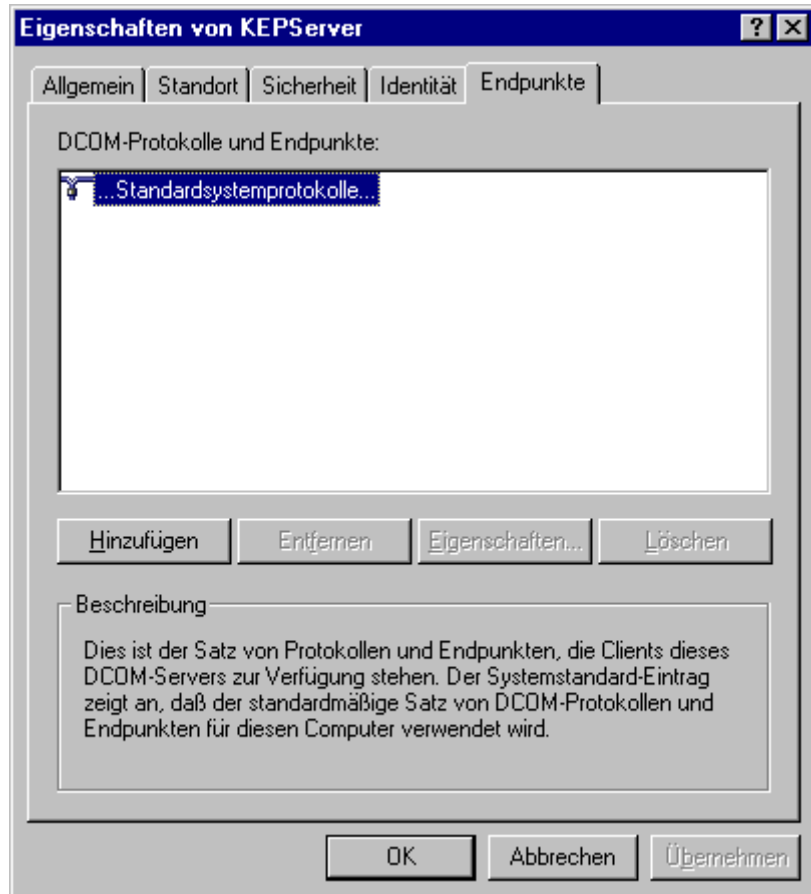 Eigenschaften von KEPServer
Allgemein Standort Sicherheit Identität Endpunkte
DCOM-Protokolle und Endpunkte:
...Standardsystemprotokolle...
Hinzufügen Entfernen Eigenschaften... Löschen
Beschreibung
Dies ist der Satz von Protokollen und Endpunkten, die Clients dieses
DCOM-Servers zur Verfügung stehen. Der Systemstandard-Eintrag
zeigt an, daß der standardmäßige Satz von DCOM-Protokollen und
Endpunkten für diesen Computer verwendet wird.
OK Abbrechen Übernehmen